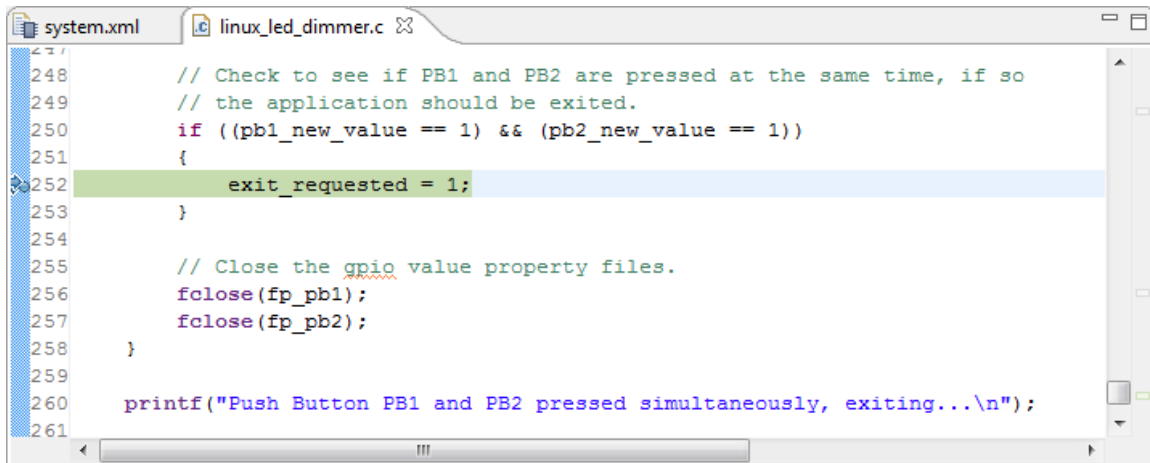 system.xml
linux_led_dimmer.c
247
248 // Check to see if PB1 and PB2 are pressed at the same time, if so
249 // the application should be exited.
250 if ((pb1_new_value == 1) && (pb2_new_value == 1))
251 {
252 exit_requested = 1;
253 }
254
255 // Close the gpio value property files.
256 fclose(fp_pb1);
257 fclose(fp_pb2);
258 }
259
260 printf("Push Button PB1 and PB2 pressed simultaneously, exiting...\n");
261